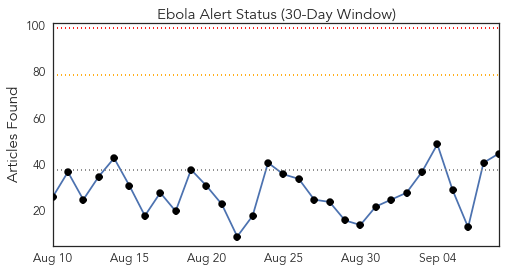 Ebola Alert Status (30-Day Window)
100
80
60
40
20
Articles Found
Aug 10 Aug 15 Aug 20 Aug 25 Aug 30 Sep 04